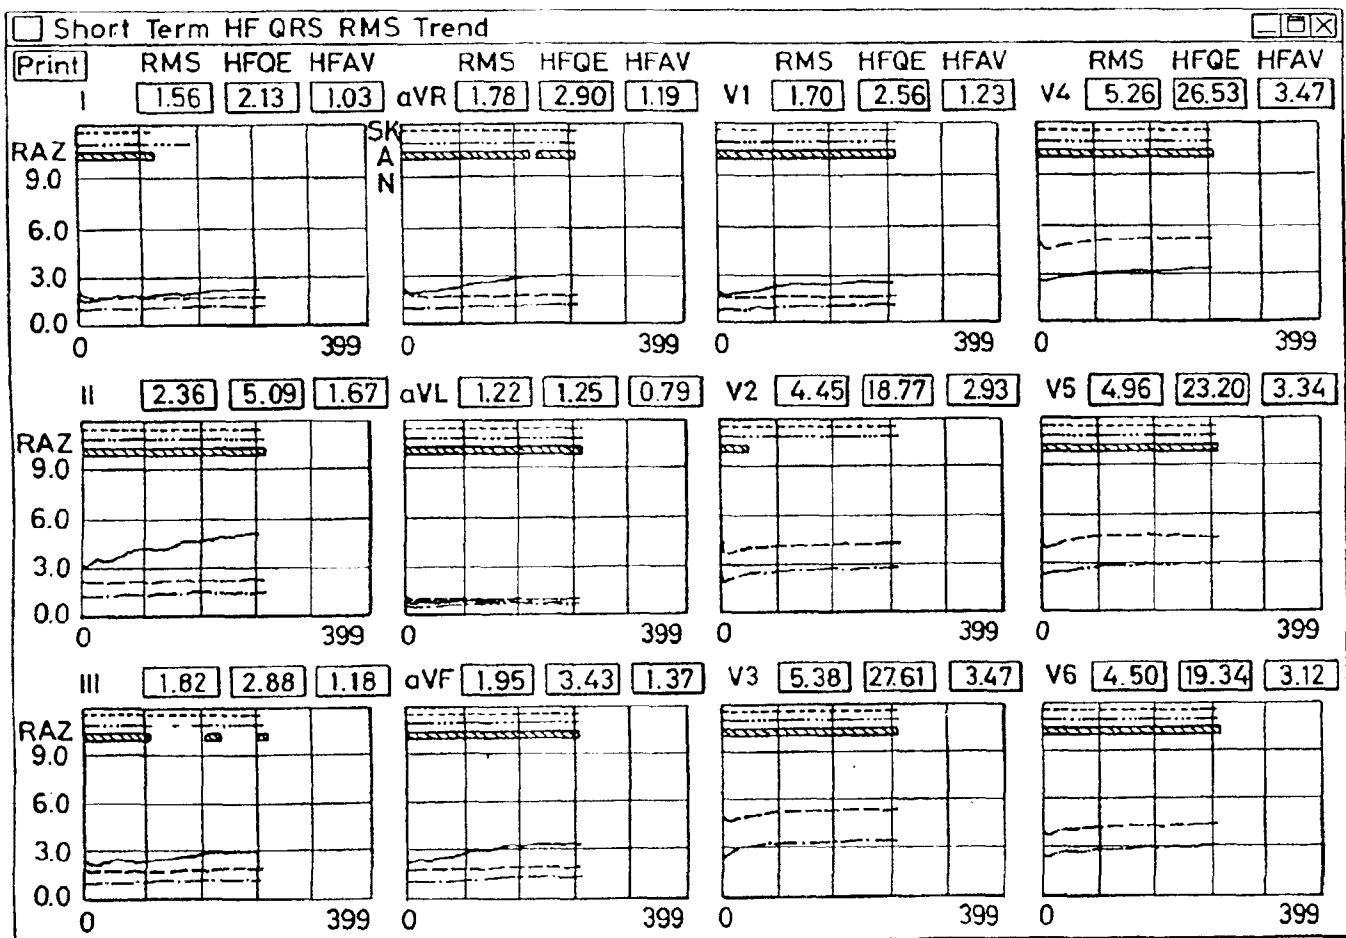 Short Term HF QRS RMS Trend
Print RMS HFQE HFAV RMS HFQE HFAV RMS HFQE HFAV RMS HFQE HFAV
I 1.56 2.13 1.03 aVR 1.78 2.90 1.19 V1 1.70 2.56 1.23 V4 5.26 26.53 3.47
SK
A
N
RAZ
9.0
6.0
3.0
0.0
0 399 0 399 0 399 0 399
II 2.36 5.09 1.67 aVL 1.22 1.25 0.79 V2 4.45 18.77 2.93 V5 4.96 23.20 3.34
RAZ
9.0
6.0
3.0
0.0
0 399 0 399 0 399 0 399
III 1.82 2.88 1.18 aVF 1.95 3.43 1.37 V3 5.38 27.61 3.47 V6 4.50 19.34 3.12
RAZ
9.0
6.0
3.0
0.0
0 399 0 399 0 399 0 399